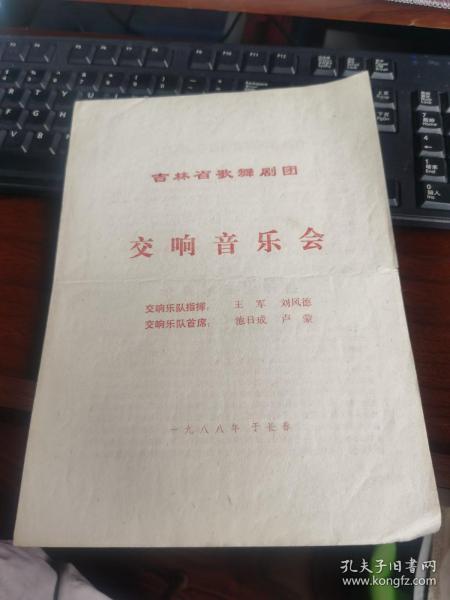 吉林省歌舞剧团
交响音乐会
交响乐队指挥： 王 军 刘凤德
交响乐队首席： 池日成 卢 蒙
一九八八年于长春
孔夫子旧书网
www.kongfz.com